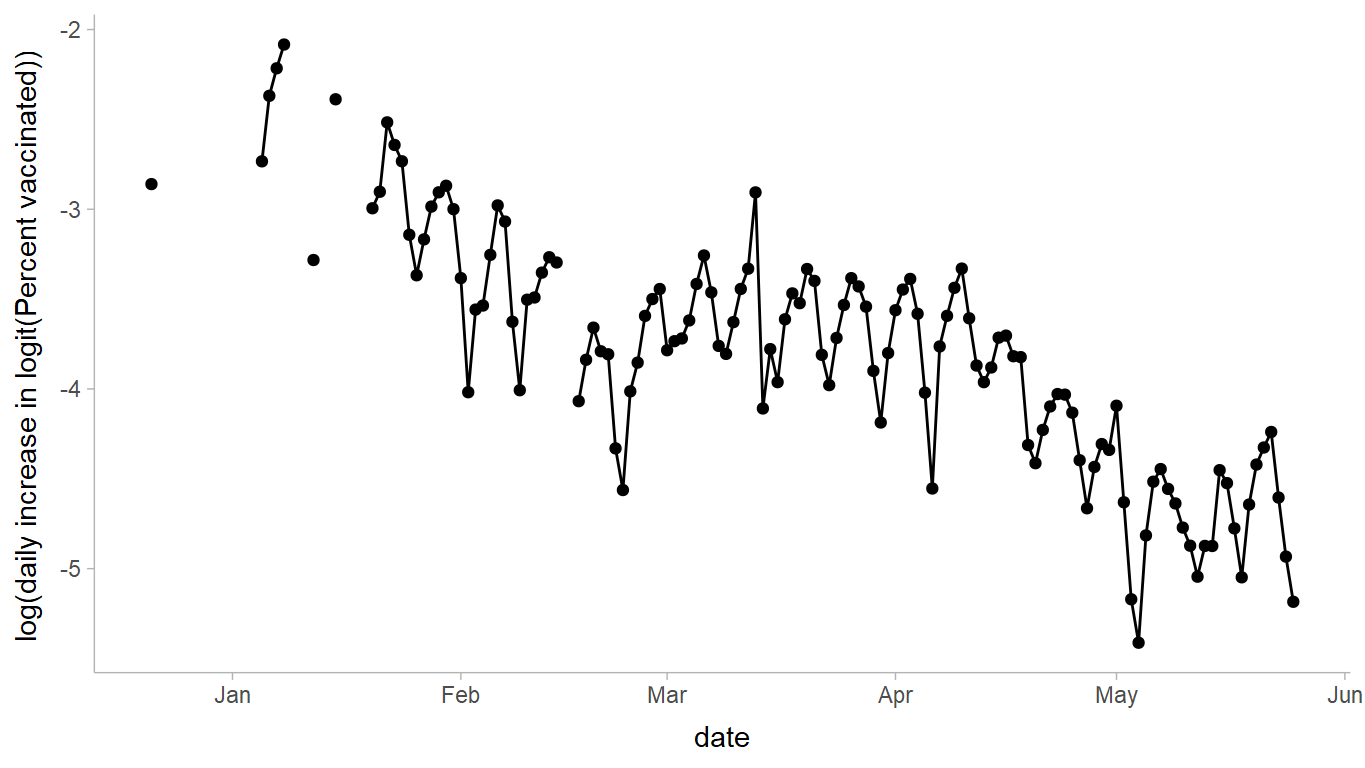 log(daily increase in logit(Percent vaccinated))
-2
-3
-4
-5
Jan Feb Mar Apr May Jun
date